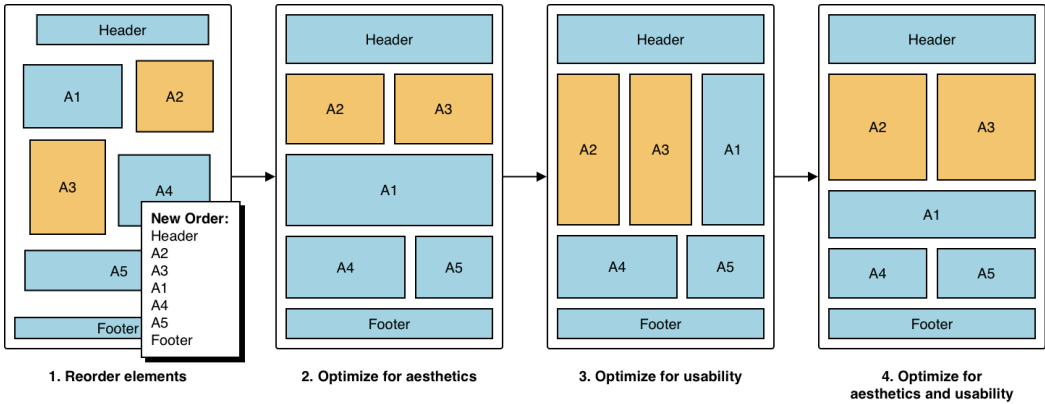 Header
A1
A2
A3
A4
A5
Footer
New Order:
Header
A2
A3
A1
A4
A5
Footer
1. Reorder elements
Header
A2
A3
A1
A4
A5
Footer
2. Optimize for aesthetics
Header
A2
A3
A1
A4
A5
Footer
3. Optimize for usability
Header
A2
A3
A1
A4
A5
Footer
4. Optimize for
aesthetics and usability